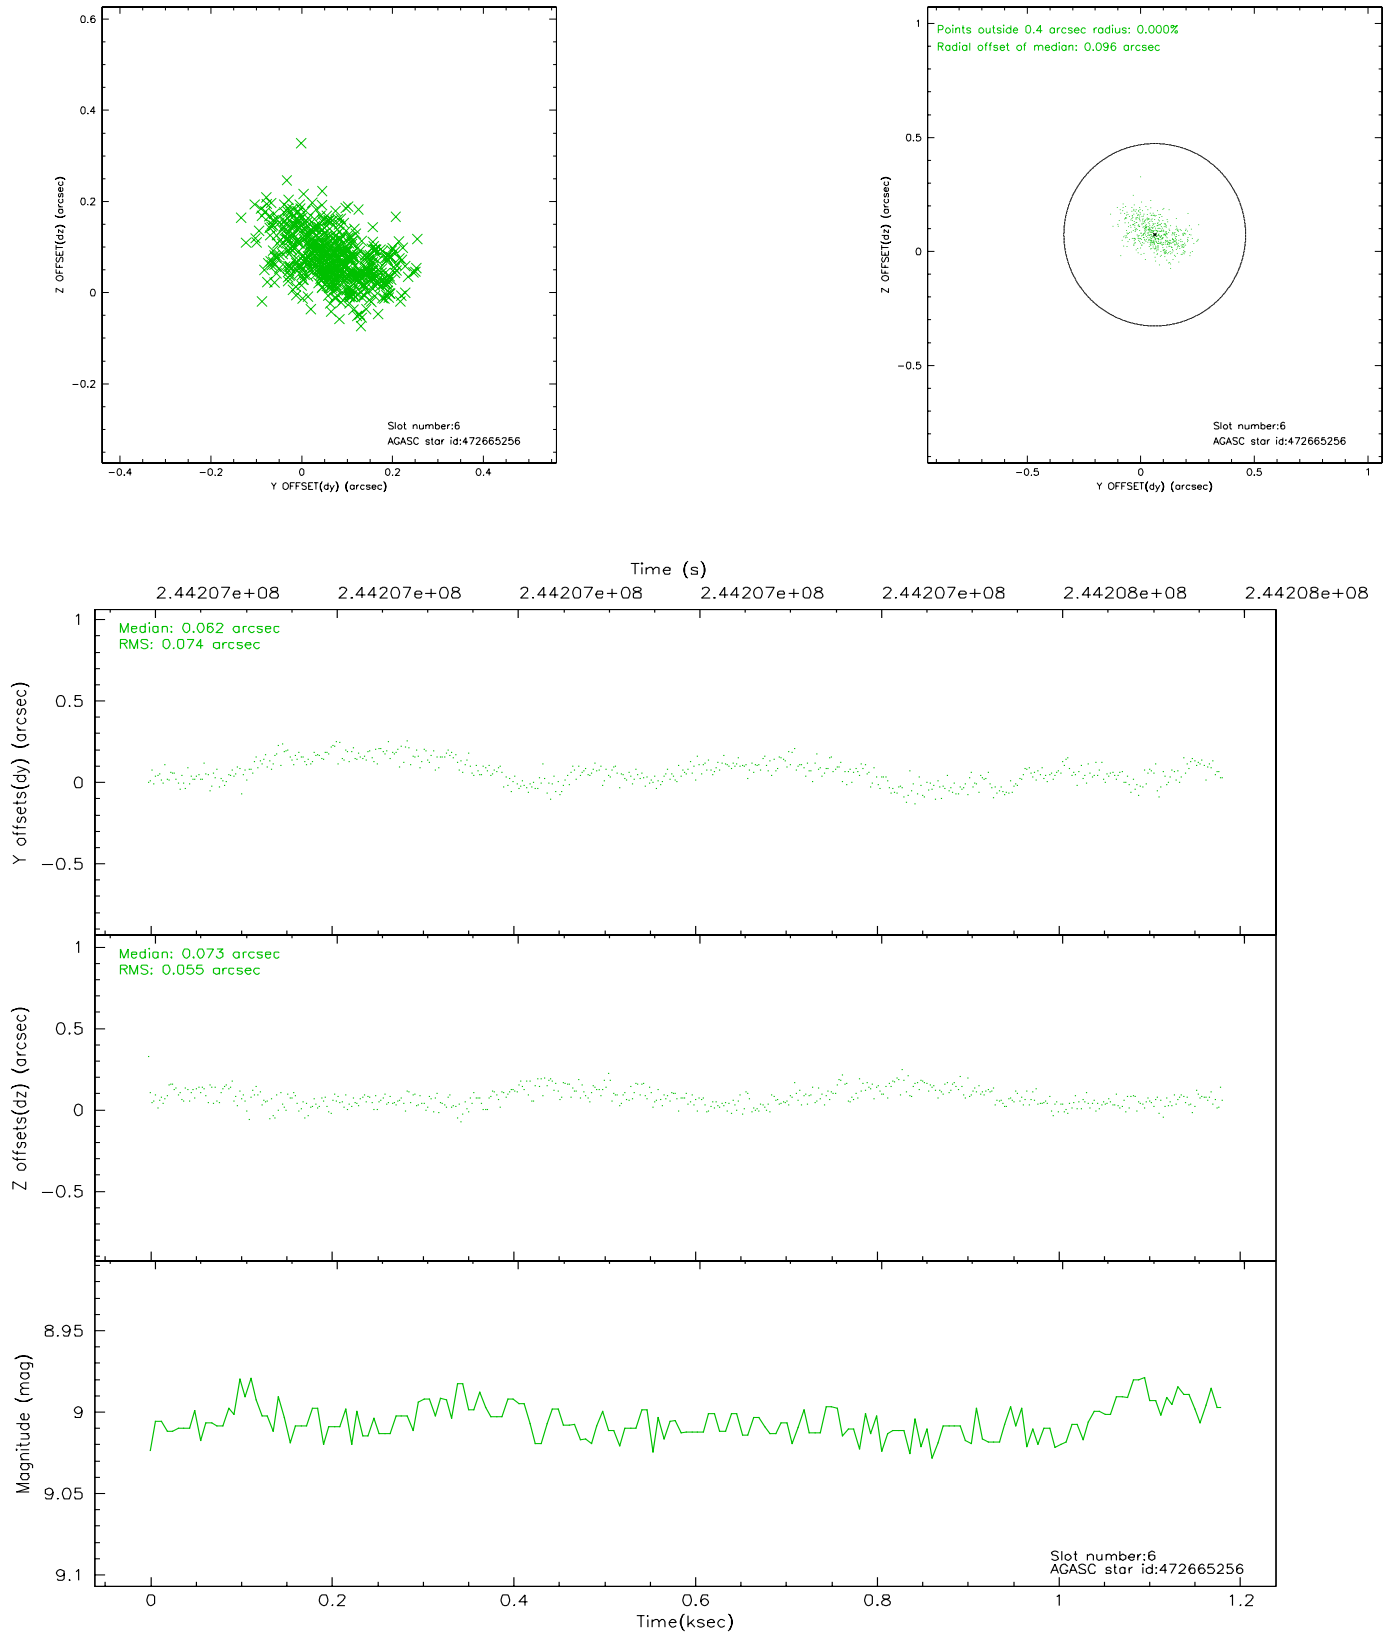 0.6
0.4
0.2
0
−0.2
Z OFFSET(dz) (arcsec)
Slot number:6
AGASC star id:472665256
−0.4 −0.2 0 0.2 0.4
Y OFFSET(dy) (arcsec)
Points outside 0.4 arcsec radius: 0.000%
Radial offset of median: 0.096 arcsec
1
0.5
0
−0.5
Z OFFSET(dz) (arcsec)
Slot number:6
AGASC star id:472665256
−0.5 0 0.5 1
Y OFFSET(dy) (arcsec)
Time (s)
2.44207e+08 2.44207e+08 2.44207e+08 2.44207e+08 2.44207e+08 2.44208e+08 2.44208e+08
Median: 0.062 arcsec
RMS: 0.074 arcsec
1
0.5
0
−0.5
Y offsets(dy) (arcsec)
Median: 0.073 arcsec
RMS: 0.055 arcsec
1
0.5
0
−0.5
Z offsets(dz) (arcsec)
8.95
9
9.05
9.1
Magnitude (mag)
Slot number:6
AGASC star id:472665256
0 0.2 0.4 0.6 0.8 1 1.2
Time(ksec)